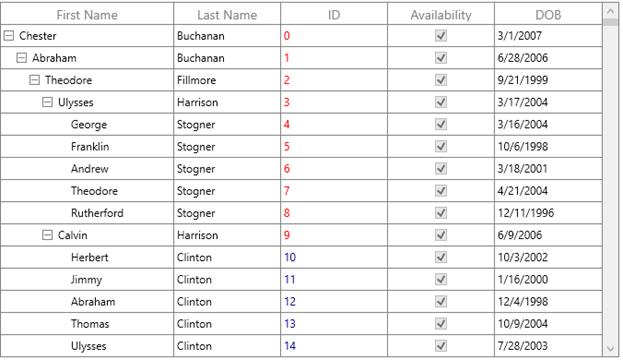 First Name Last Name ID Availability DOB
Chester Buchanan 0 3/1/2007
Abraham Buchanan 1 6/28/2006
Theodore Fillmore 2 9/21/1999
Ulysses Harrison 3 3/17/2004
George Stogner 4 3/16/2004
Franklin Stogner 5 10/6/1998
Andrew Stogner 6 3/18/2001
Theodore Stogner 7 4/21/2004
Rutherford Stogner 8 12/11/1996
Calvin Harrison 9 6/9/2006
Herbert Clinton 10 10/3/2002
Jimmy Clinton 11 1/16/2000
Abraham Clinton 12 12/4/1998
Thomas Clinton 13 10/9/2004
Ulysses Clinton 14 7/28/2003